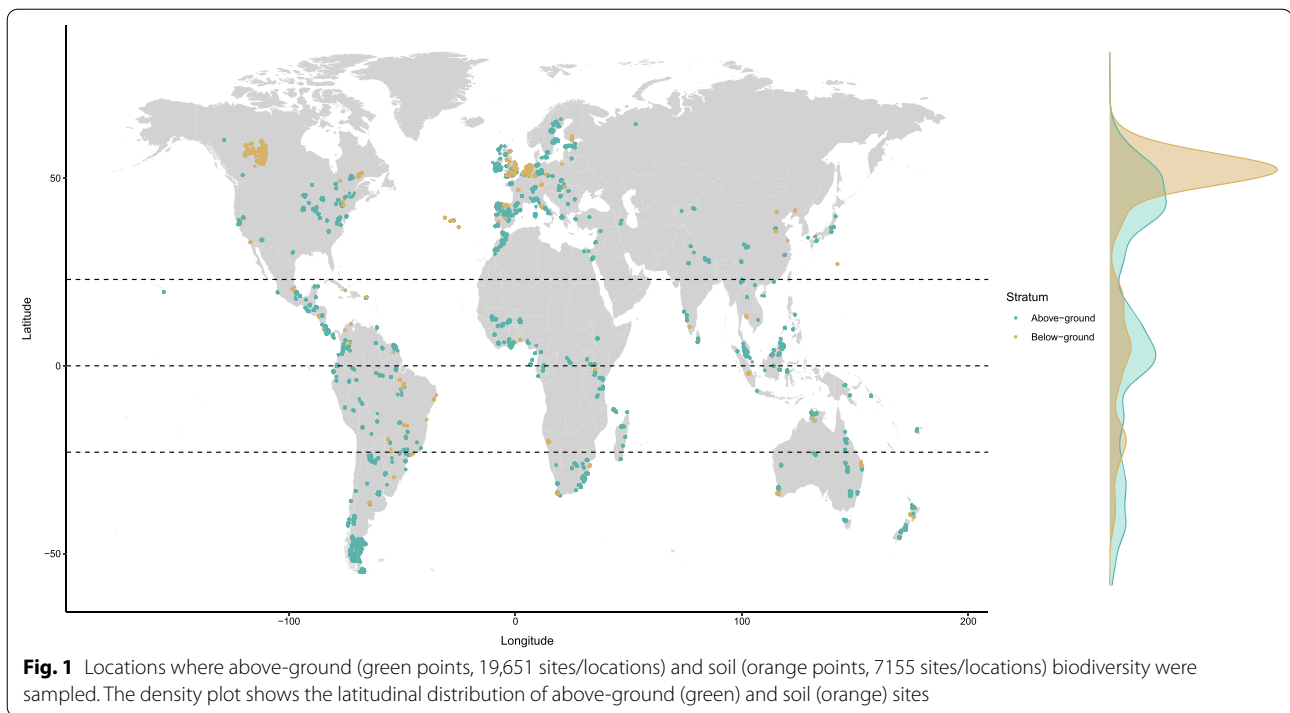 50
0
−50
Latitude
−100
0
100
200
Longitude
Stratum
Above−ground
Below−ground
Fig. 1 Locations where above-ground (green points, 19,651 sites/locations) and soil (orange points, 7155 sites/locations) biodiversity were
sampled. The density plot shows the latitudinal distribution of above-ground (green) and soil (orange) sites